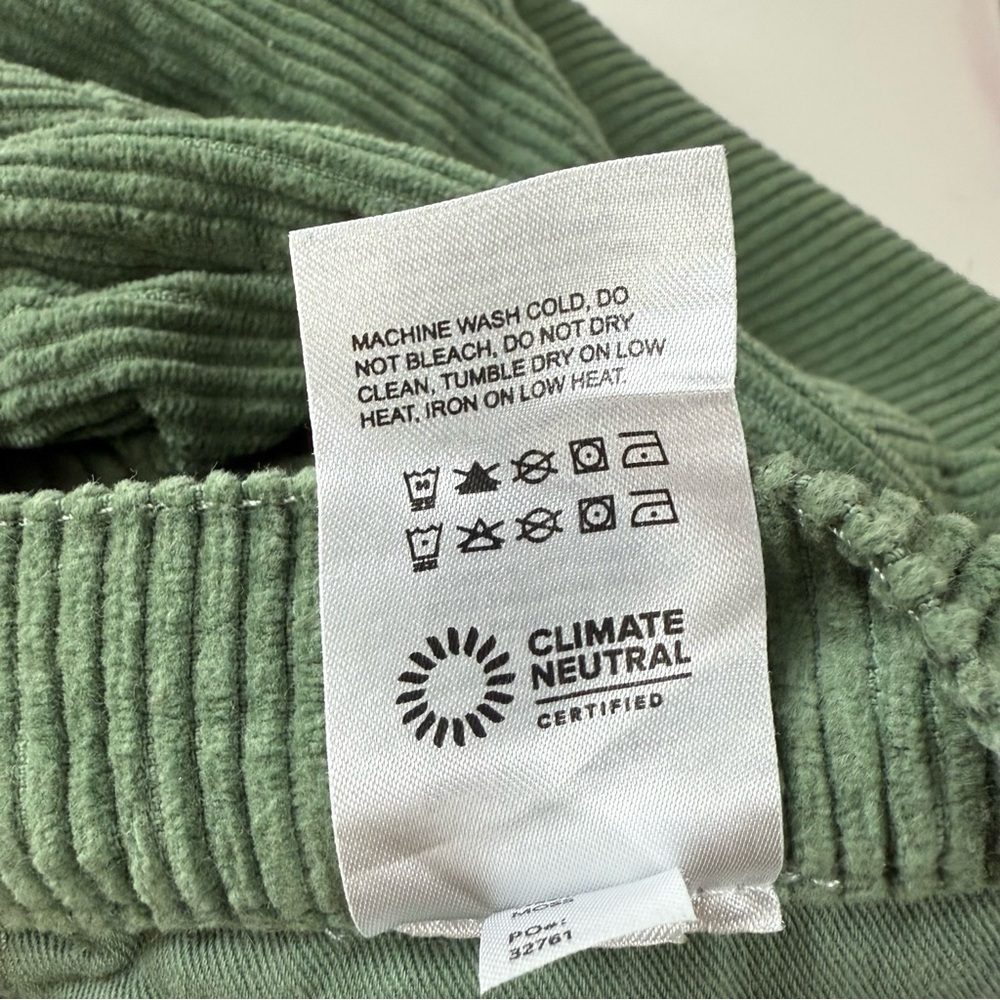 MACHINE WASH COLD, DO
NOT BLEACH, DO NOT DRY
CLEAN, TUMBLE DRY ON LOW
HEAT, IRON ON LOW HEAT.
CLIMATE
NEUTRAL
CERTIFIED
MOSS
PO#:
32761